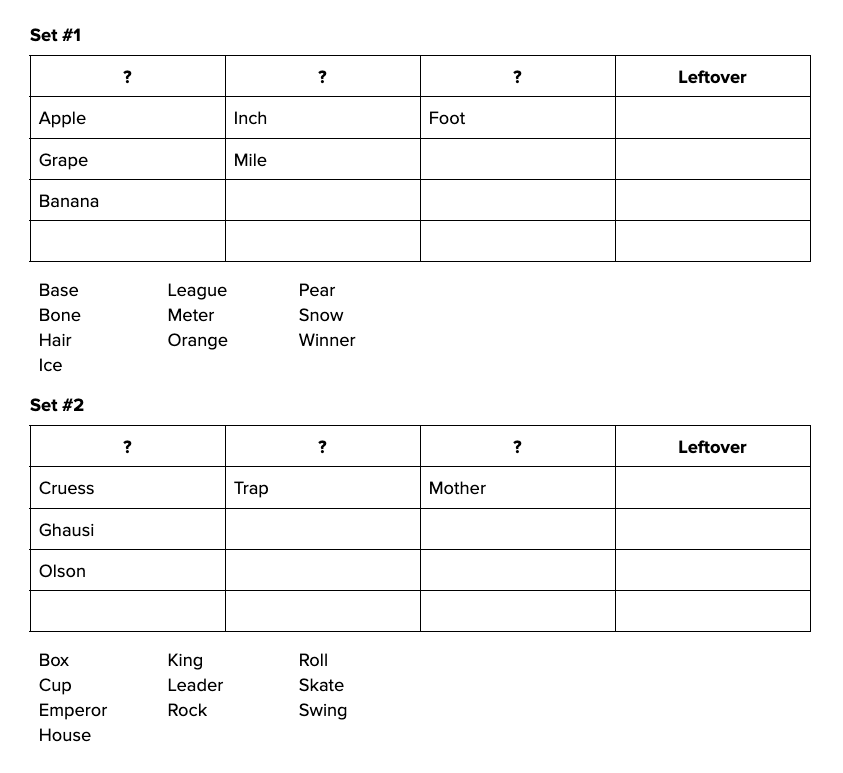 Set #1
? ? ? Leftover
Apple Inch Foot
Grape Mile
Banana
Base League Pear
Bone Meter Snow
Hair Orange Winner
Ice
Set #2
? ? ? Leftover
Cruess Trap Mother
Ghausi
Olson
Box King Roll
Cup Leader Skate
Emperor Rock Swing
House